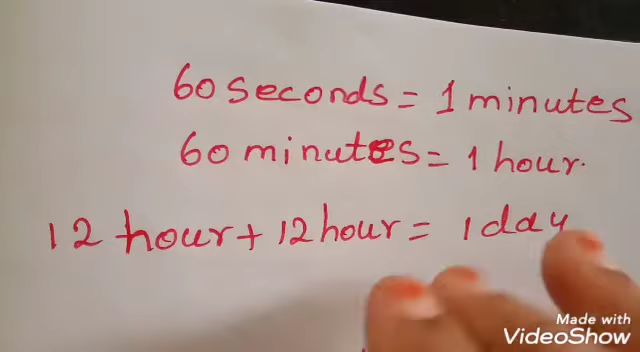 60 seconds = 1 minutes
60 minutes = 1 hour.
12 hour + 12 hour = 1 day
Made with
VideoShow